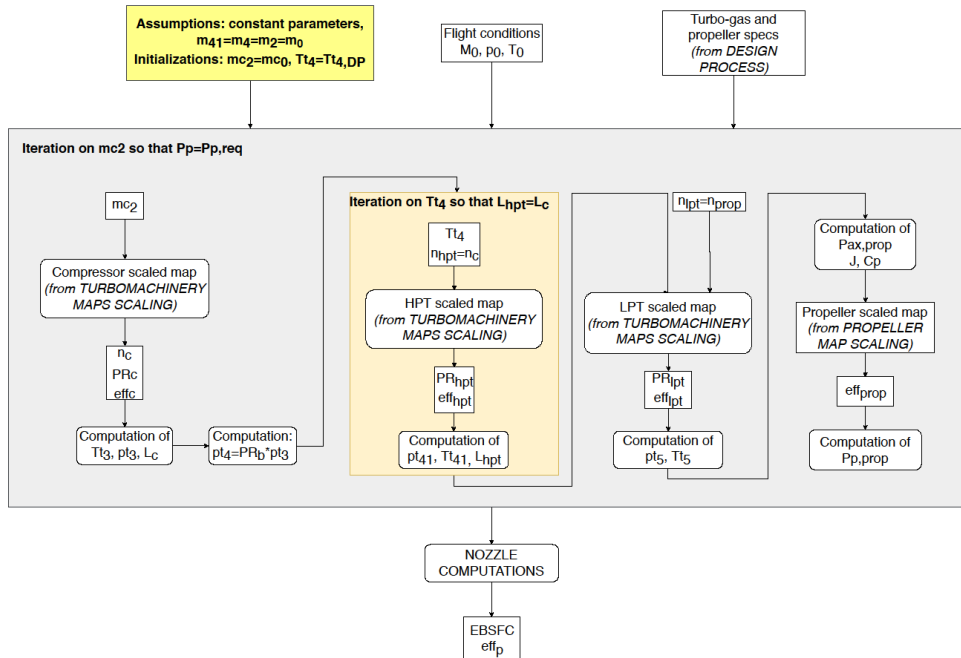 Assumptions: constant parameters,
m41=m4=m2=m0
Initializations: mc2=mc0, Tt4=Tt4,DP
Flight conditions
M0, p0, T0
Turbo-gas and
propeller specs
(from DESIGN
PROCESS)
Iteration on mc2 so that Pp=Pp,req
mc2
Compressor scaled map
(from TURBOMACHINERY
MAPS SCALING)
nc
PRc
effc
Computation of
Tt3, pt3, Lc
Computation:
pt4=PRb*pt3
Iteration on Tt4 so that Lhpt=Lc
Tt4
nhpt=nc
HPT scaled map
(from TURBOMACHINERY
MAPS SCALING)
PRhpt
effhpt
Computation of
pt41, Tt41, Lhpt
nlpt=nprop
LPT scaled map
(from TURBOMACHINERY
MAPS SCALING)
PRlpt
efflpt
Computation of
pt5, Tt5
Computation of
Pax,prop
J, Cp
Propeller scaled map
(from PROPELLER
MAP SCALING)
effprop
Computation of
Pp,prop
NOZZLE
COMPUTATIONS
EBSFC
effp